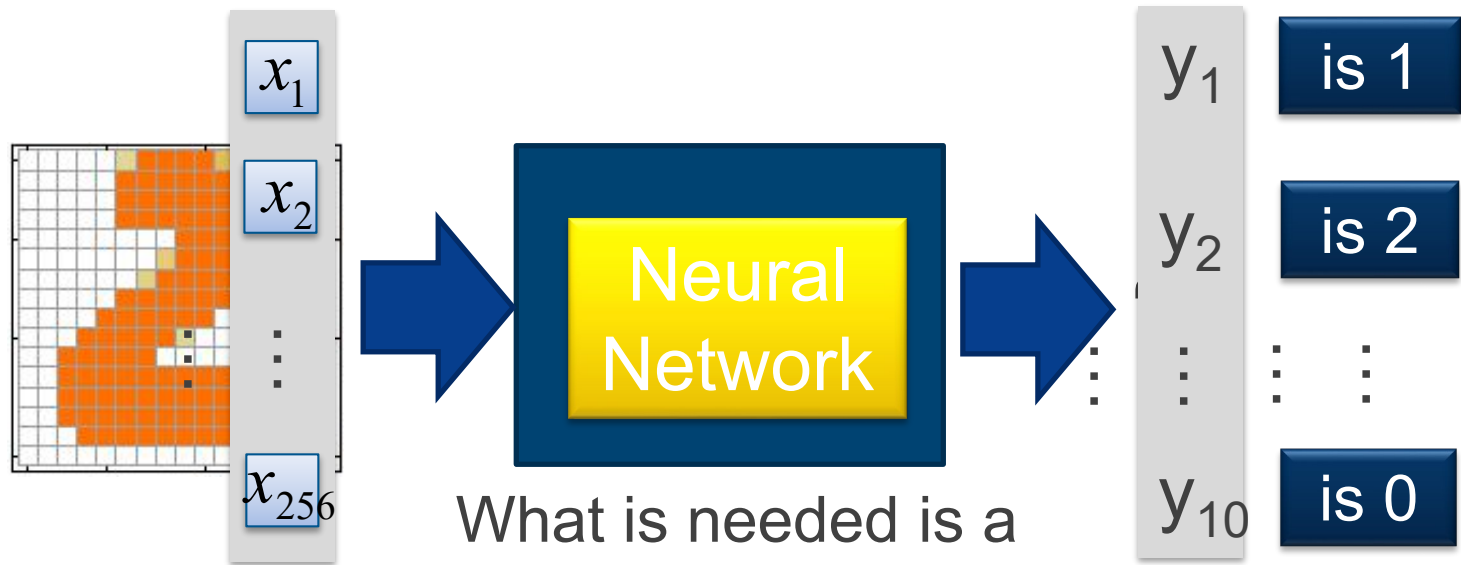 x₁
x₂
⋮ ⋮
x₂₅₆
Neural
Network
What is needed is a
y₁ is 1
y₂ is 2
⋮ ⋮ ⋮ ⋮
y₁₀ is 0